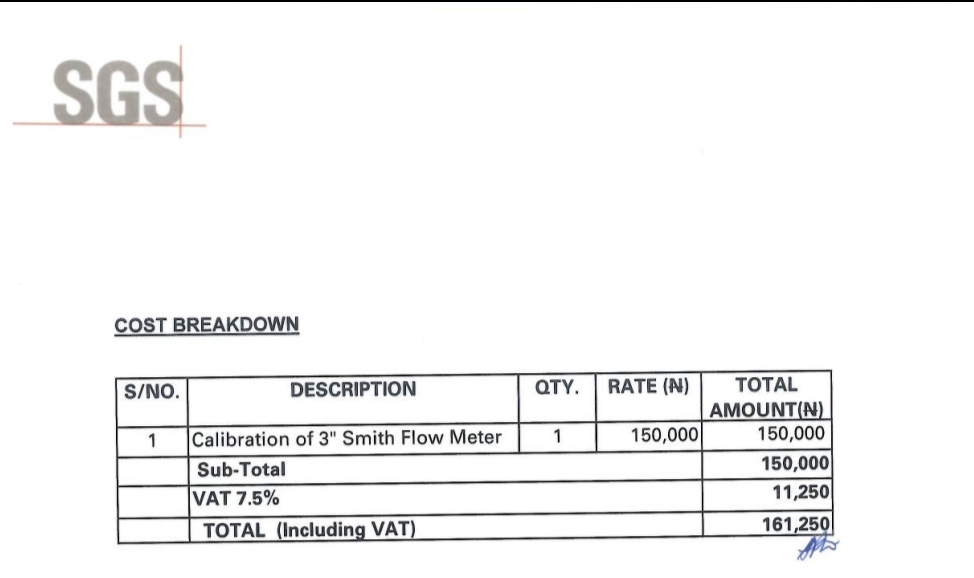 SGS
COST BREAKDOWN
S/NO. DESCRIPTION QTY. RATE (₦) TOTAL AMOUNT(₦)
1 Calibration of 3" Smith Flow Meter 1 150,000 150,000
Sub-Total 150,000
VAT 7.5% 11,250
TOTAL (Including VAT) 161,250